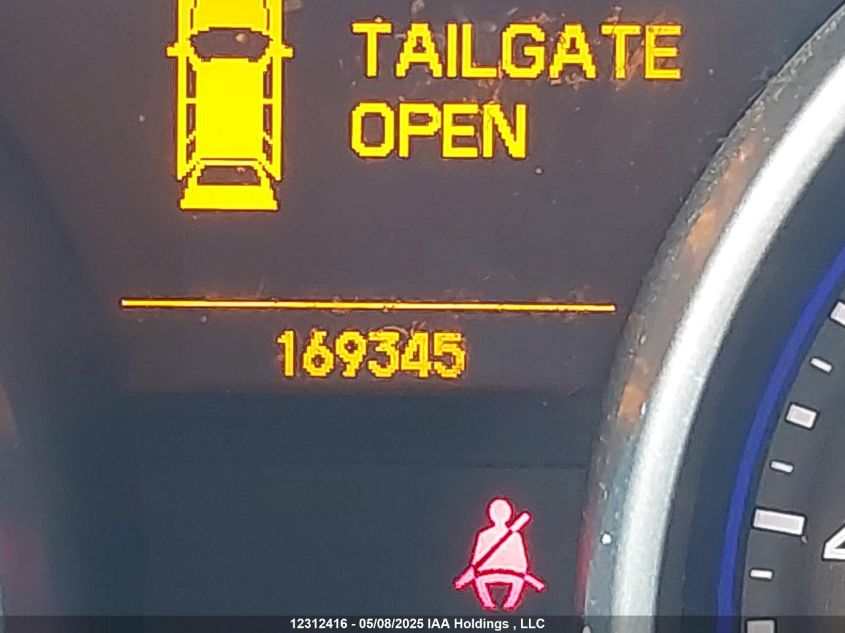 TAILGATE
OPEN
169345
12312416 - 05/08/2025 IAA Holdings , LLC